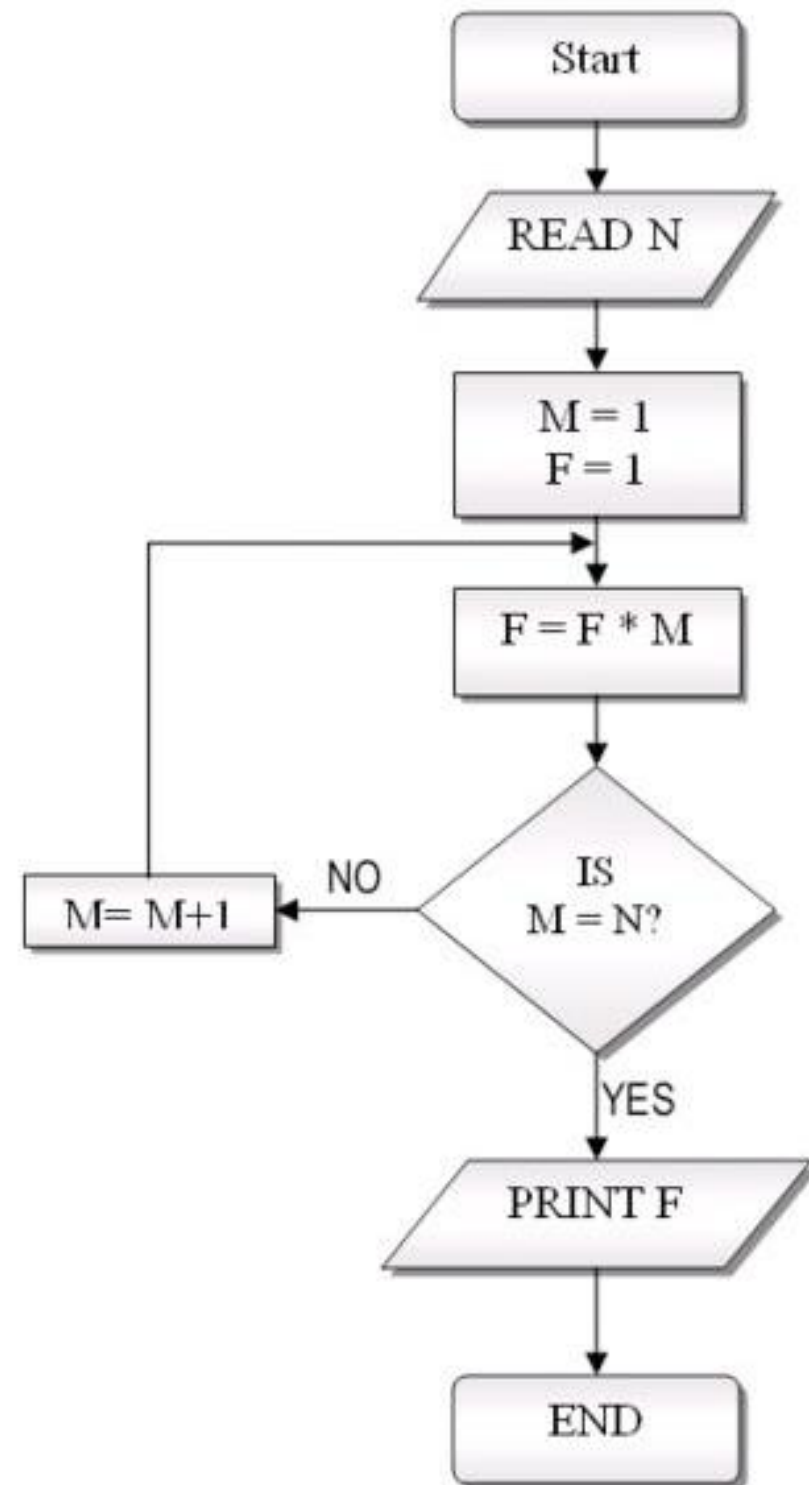 Start
READ N
M = 1
F = 1
F = F * M
IS
M = N?
NO
M= M+1
YES
PRINT F
END